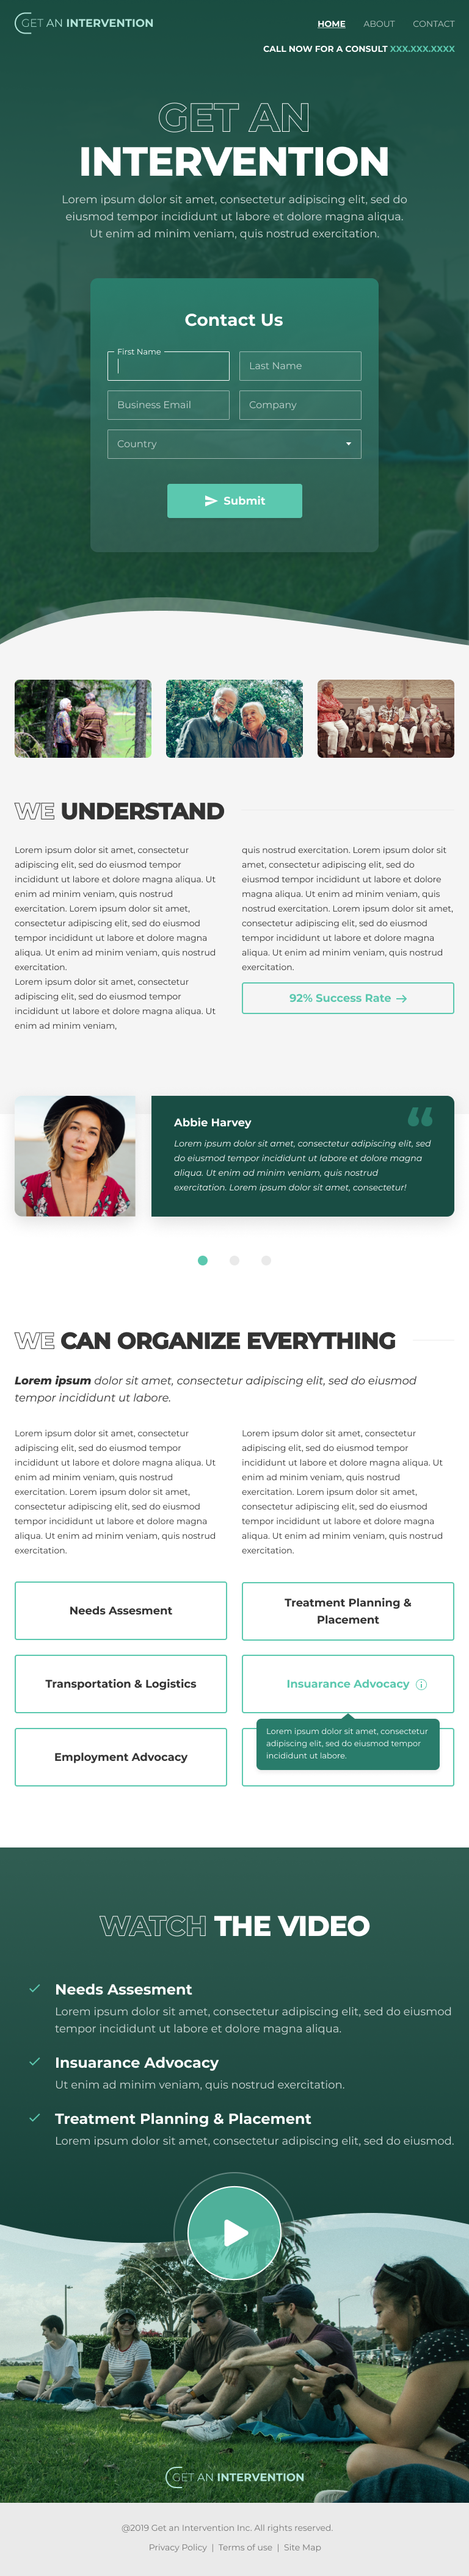 GET AN INTERVENTION
HOME ABOUT CONTACT
CALL NOW FOR A CONSULT XXX.XXX.XXXX
GET AN
INTERVENTION
Lorem ipsum dolor sit amet, consectetur adipiscing elit, sed do
eiusmod tempor incididunt ut labore et dolore magna aliqua.
Ut enim ad minim veniam, quis nostrud exercitation.
Contact Us
First Name
Last Name
Business Email
Company
Country
Submit
WE UNDERSTAND
Lorem ipsum dolor sit amet, consectetur
adipiscing elit, sed do eiusmod tempor
incididunt ut labore et dolore magna aliqua. Ut
enim ad minim veniam, quis nostrud
exercitation. Lorem ipsum dolor sit amet,
consectetur adipiscing elit, sed do eiusmod
tempor incididunt ut labore et dolore magna
aliqua. Ut enim ad minim veniam, quis nostrud
exercitation.
Lorem ipsum dolor sit amet, consectetur
adipiscing elit, sed do eiusmod tempor
incididunt ut labore et dolore magna aliqua. Ut
enim ad minim veniam,
quis nostrud exercitation. Lorem ipsum dolor sit
amet, consectetur adipiscing elit, sed do
eiusmod tempor incididunt ut labore et dolore
magna aliqua. Ut enim ad minim veniam, quis
nostrud exercitation. Lorem ipsum dolor sit amet,
consectetur adipiscing elit, sed do eiusmod
tempor incididunt ut labore et dolore magna
aliqua. Ut enim ad minim veniam, quis nostrud
exercitation.
92% Success Rate →
Abbie Harvey
“
Lorem ipsum dolor sit amet, consectetur adipiscing elit, sed
do eiusmod tempor incididunt ut labore et dolore magna
aliqua. Ut enim ad minim veniam, quis nostrud
exercitation. Lorem ipsum dolor sit amet, consectetur!
WE CAN ORGANIZE EVERYTHING
Lorem ipsum dolor sit amet, consectetur adipiscing elit, sed do eiusmod
tempor incididunt ut labore.
Lorem ipsum dolor sit amet, consectetur
adipiscing elit, sed do eiusmod tempor
incididunt ut labore et dolore magna aliqua. Ut
enim ad minim veniam, quis nostrud
exercitation. Lorem ipsum dolor sit amet,
consectetur adipiscing elit, sed do eiusmod
tempor incididunt ut labore et dolore magna
aliqua. Ut enim ad minim veniam, quis nostrud
exercitation.
Lorem ipsum dolor sit amet, consectetur
adipiscing elit, sed do eiusmod tempor
incididunt ut labore et dolore magna aliqua. Ut
enim ad minim veniam, quis nostrud
exercitation. Lorem ipsum dolor sit amet,
consectetur adipiscing elit, sed do eiusmod
tempor incididunt ut labore et dolore magna
aliqua. Ut enim ad minim veniam, quis nostrud
exercitation.
Needs Assesment
Treatment Planning &
Placement
Transportation & Logistics
Insuarance Advocacy
Employment Advocacy
Lorem ipsum dolor sit amet, consectetur
adipiscing elit, sed do eiusmod tempor
incididunt ut labore.
WATCH THE VIDEO
Needs Assesment
Lorem ipsum dolor sit amet, consectetur adipiscing elit, sed do eiusmod
tempor incididunt ut labore et dolore magna aliqua.
Insuarance Advocacy
Ut enim ad minim veniam, quis nostrud exercitation.
Treatment Planning & Placement
Lorem ipsum dolor sit amet, consectetur adipiscing elit, sed do eiusmod.
GET AN INTERVENTION
@2019 Get an Intervention Inc. All rights reserved.
Privacy Policy | Terms of use | Site Map